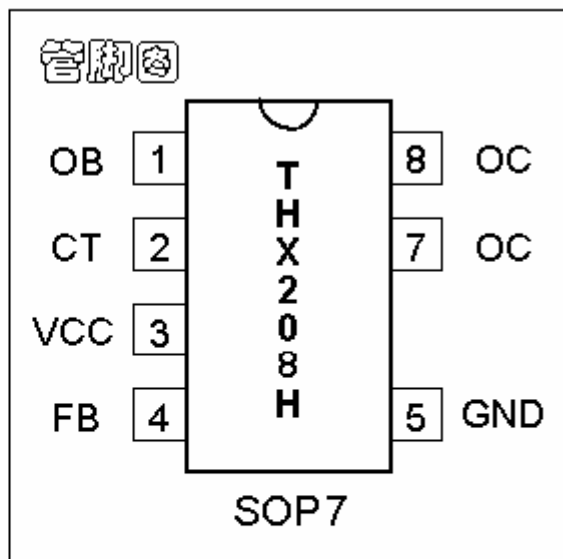 管脚图
OB 1 8 OC
CT 2 7 OC
VCC 3
FB 4 5 GND
THX208H
SOP7